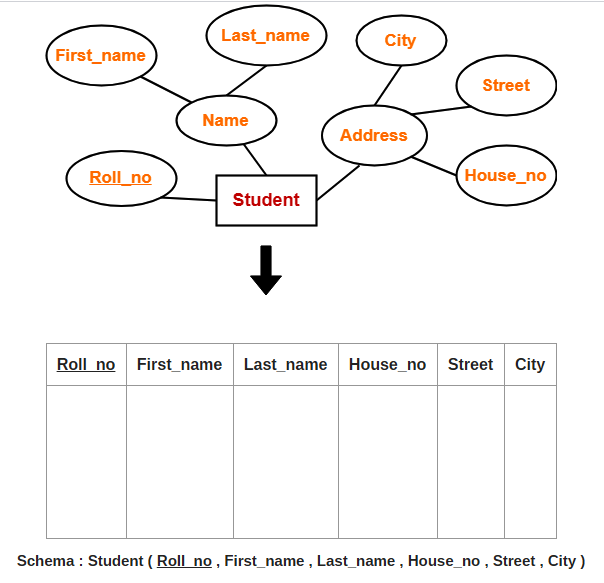 Last_name
City
First_name
Street
Name
Address
Roll_no
House_no
Student
Roll_no First_name Last_name House_no Street City
Schema : Student ( Roll_no , First_name , Last_name , House_no , Street , City )